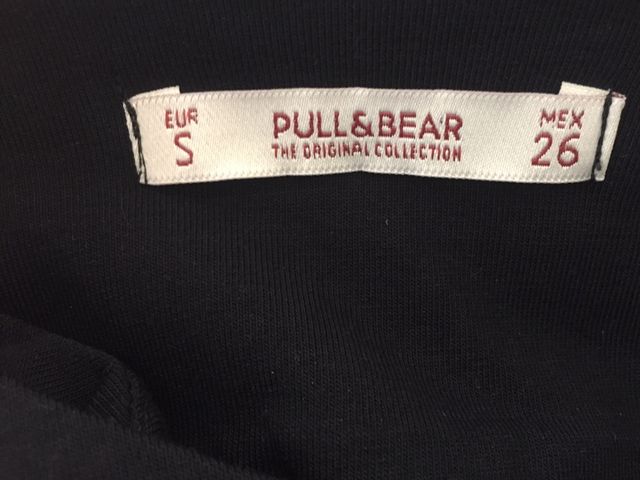 EUR
S
PULL&BEAR
THE ORIGINAL COLLECTION
MEX
26